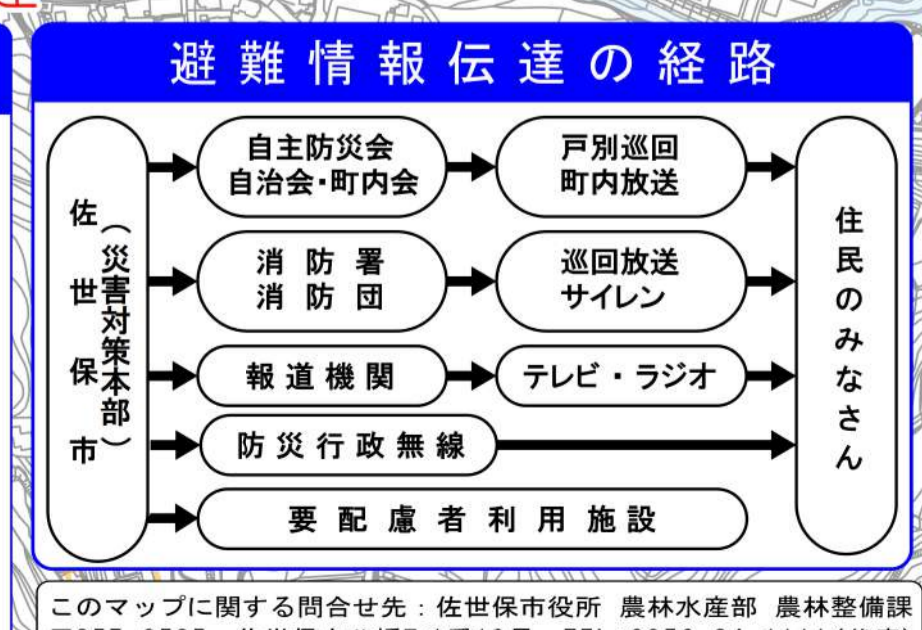 避難情報伝達の経路
佐世保市
（災害対策本部）
自主防災会
自治会・町内会
戸別巡回
町内放送
消防署
消防団
巡回放送
サイレン
報道機関
テレビ・ラジオ
防災行政無線
要配慮者利用施設
住民のみなさん
このマップに関する問合せ先：佐世保市役所 農林水産部 農林整備課